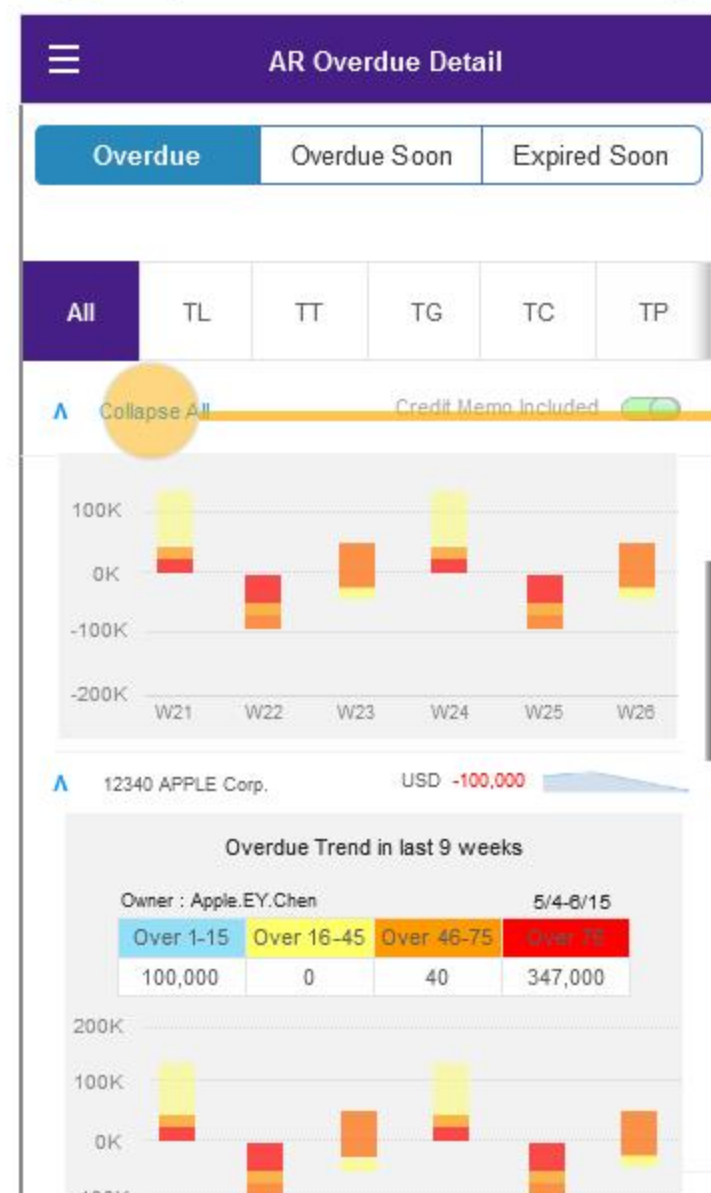 AR Overdue Detail
Overdue Overdue Soon Expired Soon
All TL TT TG TC TP
∧ Collapse All Credit Memo Included
100K
0K
-100K
-200K
W21 W22 W23 W24 W25 W26
∧ 12340 APPLE Corp. USD -100,000
Overdue Trend in last 9 weeks
Owner : Apple.EY.Chen 5/4-6/15
Over 1-15 Over 16-45 Over 46-75 Over 76
100,000 0 40 347,000
200K
100K
0K
-100K